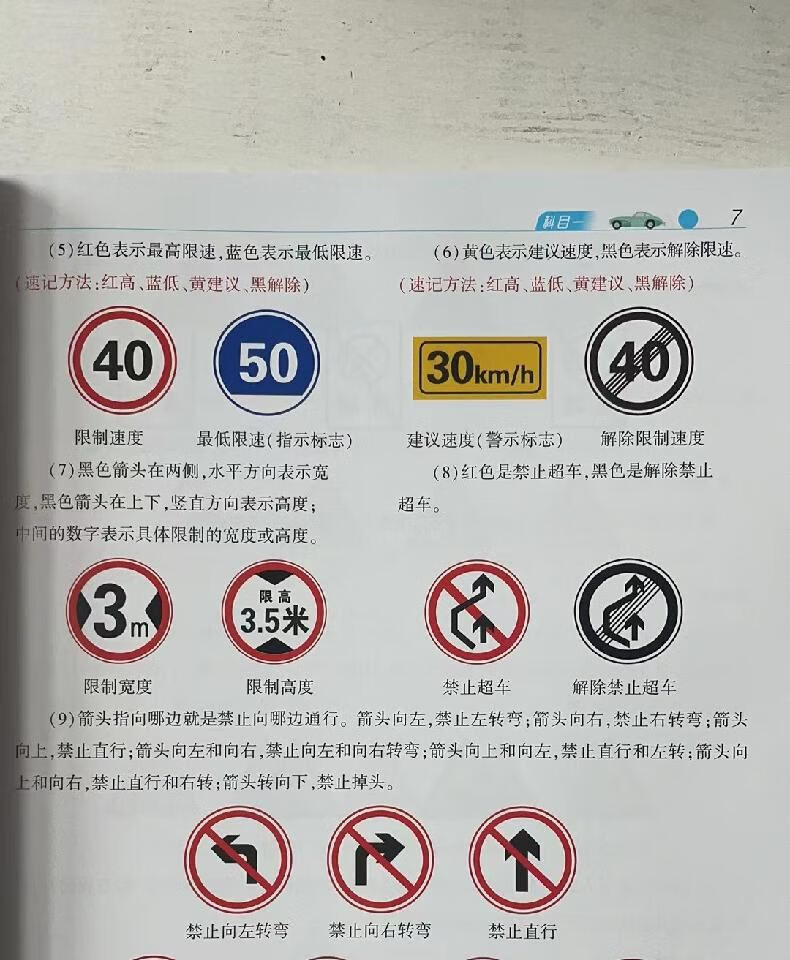 科目一
7
(5)红色表示最高限速,蓝色表示最低限速。
(速记方法:红高、蓝低、黄建议、黑解除)
40
50
限制速度
最低限速(指示标志)
(6)黄色表示建议速度,黑色表示解除限速。
(速记方法:红高、蓝低、黄建议、黑解除)
30km/h
40
建议速度(警示标志)
解除限制速度
(7)黑色箭头在两侧,水平方向表示宽
度,黑色箭头在上下,竖直方向表示高度;
中间的数字表示具体限制的宽度或高度。
3m
限高
3.5米
限制宽度
限制高度
(8)红色是禁止超车,黑色是解除禁止
超车。
禁止超车
解除禁止超车
(9)箭头指向哪边就是禁止向哪边通行。箭头向左,禁止左转弯;箭头向右,禁止右转弯;箭头
向上,禁止直行;箭头向左和向右,禁止向左和向右转弯;箭头向上和向左,禁止直行和左转;箭头向
上和向右,禁止直行和右转;箭头转向下,禁止掉头。
禁止向左转弯
禁止向右转弯
禁止直行